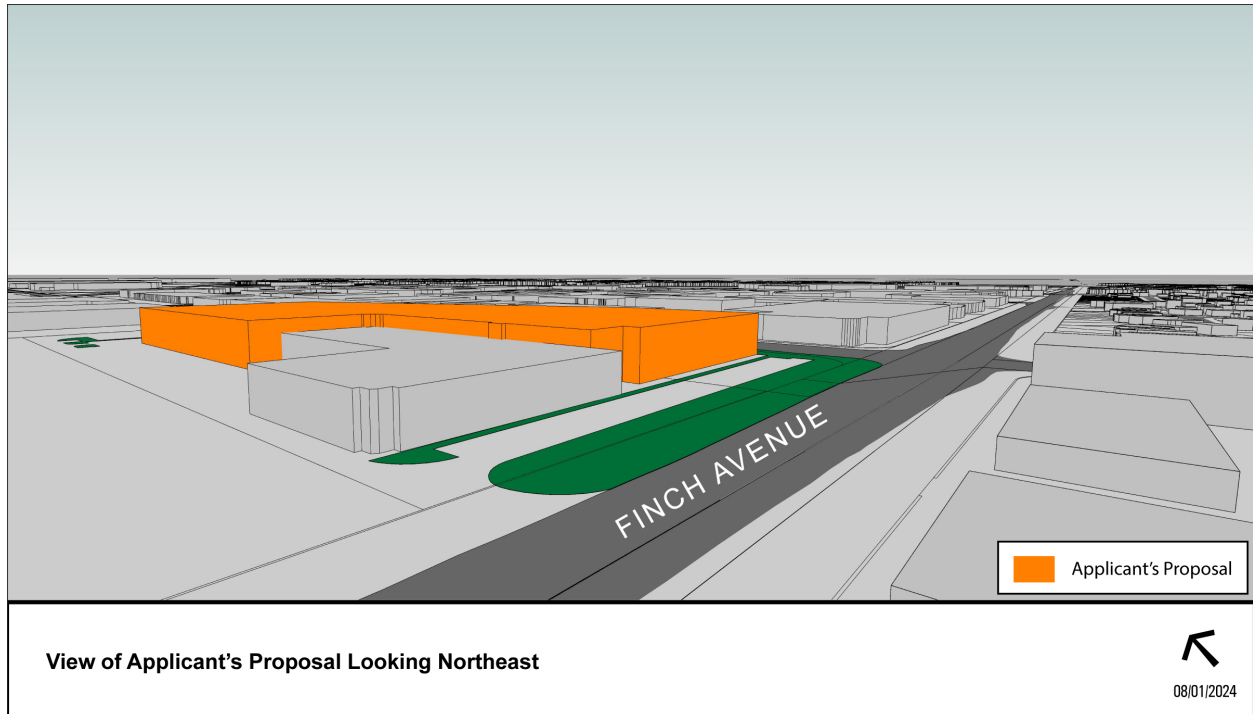 FINCH AVENUE
Applicant’s Proposal
View of Applicant’s Proposal Looking Northeast
08/01/2024